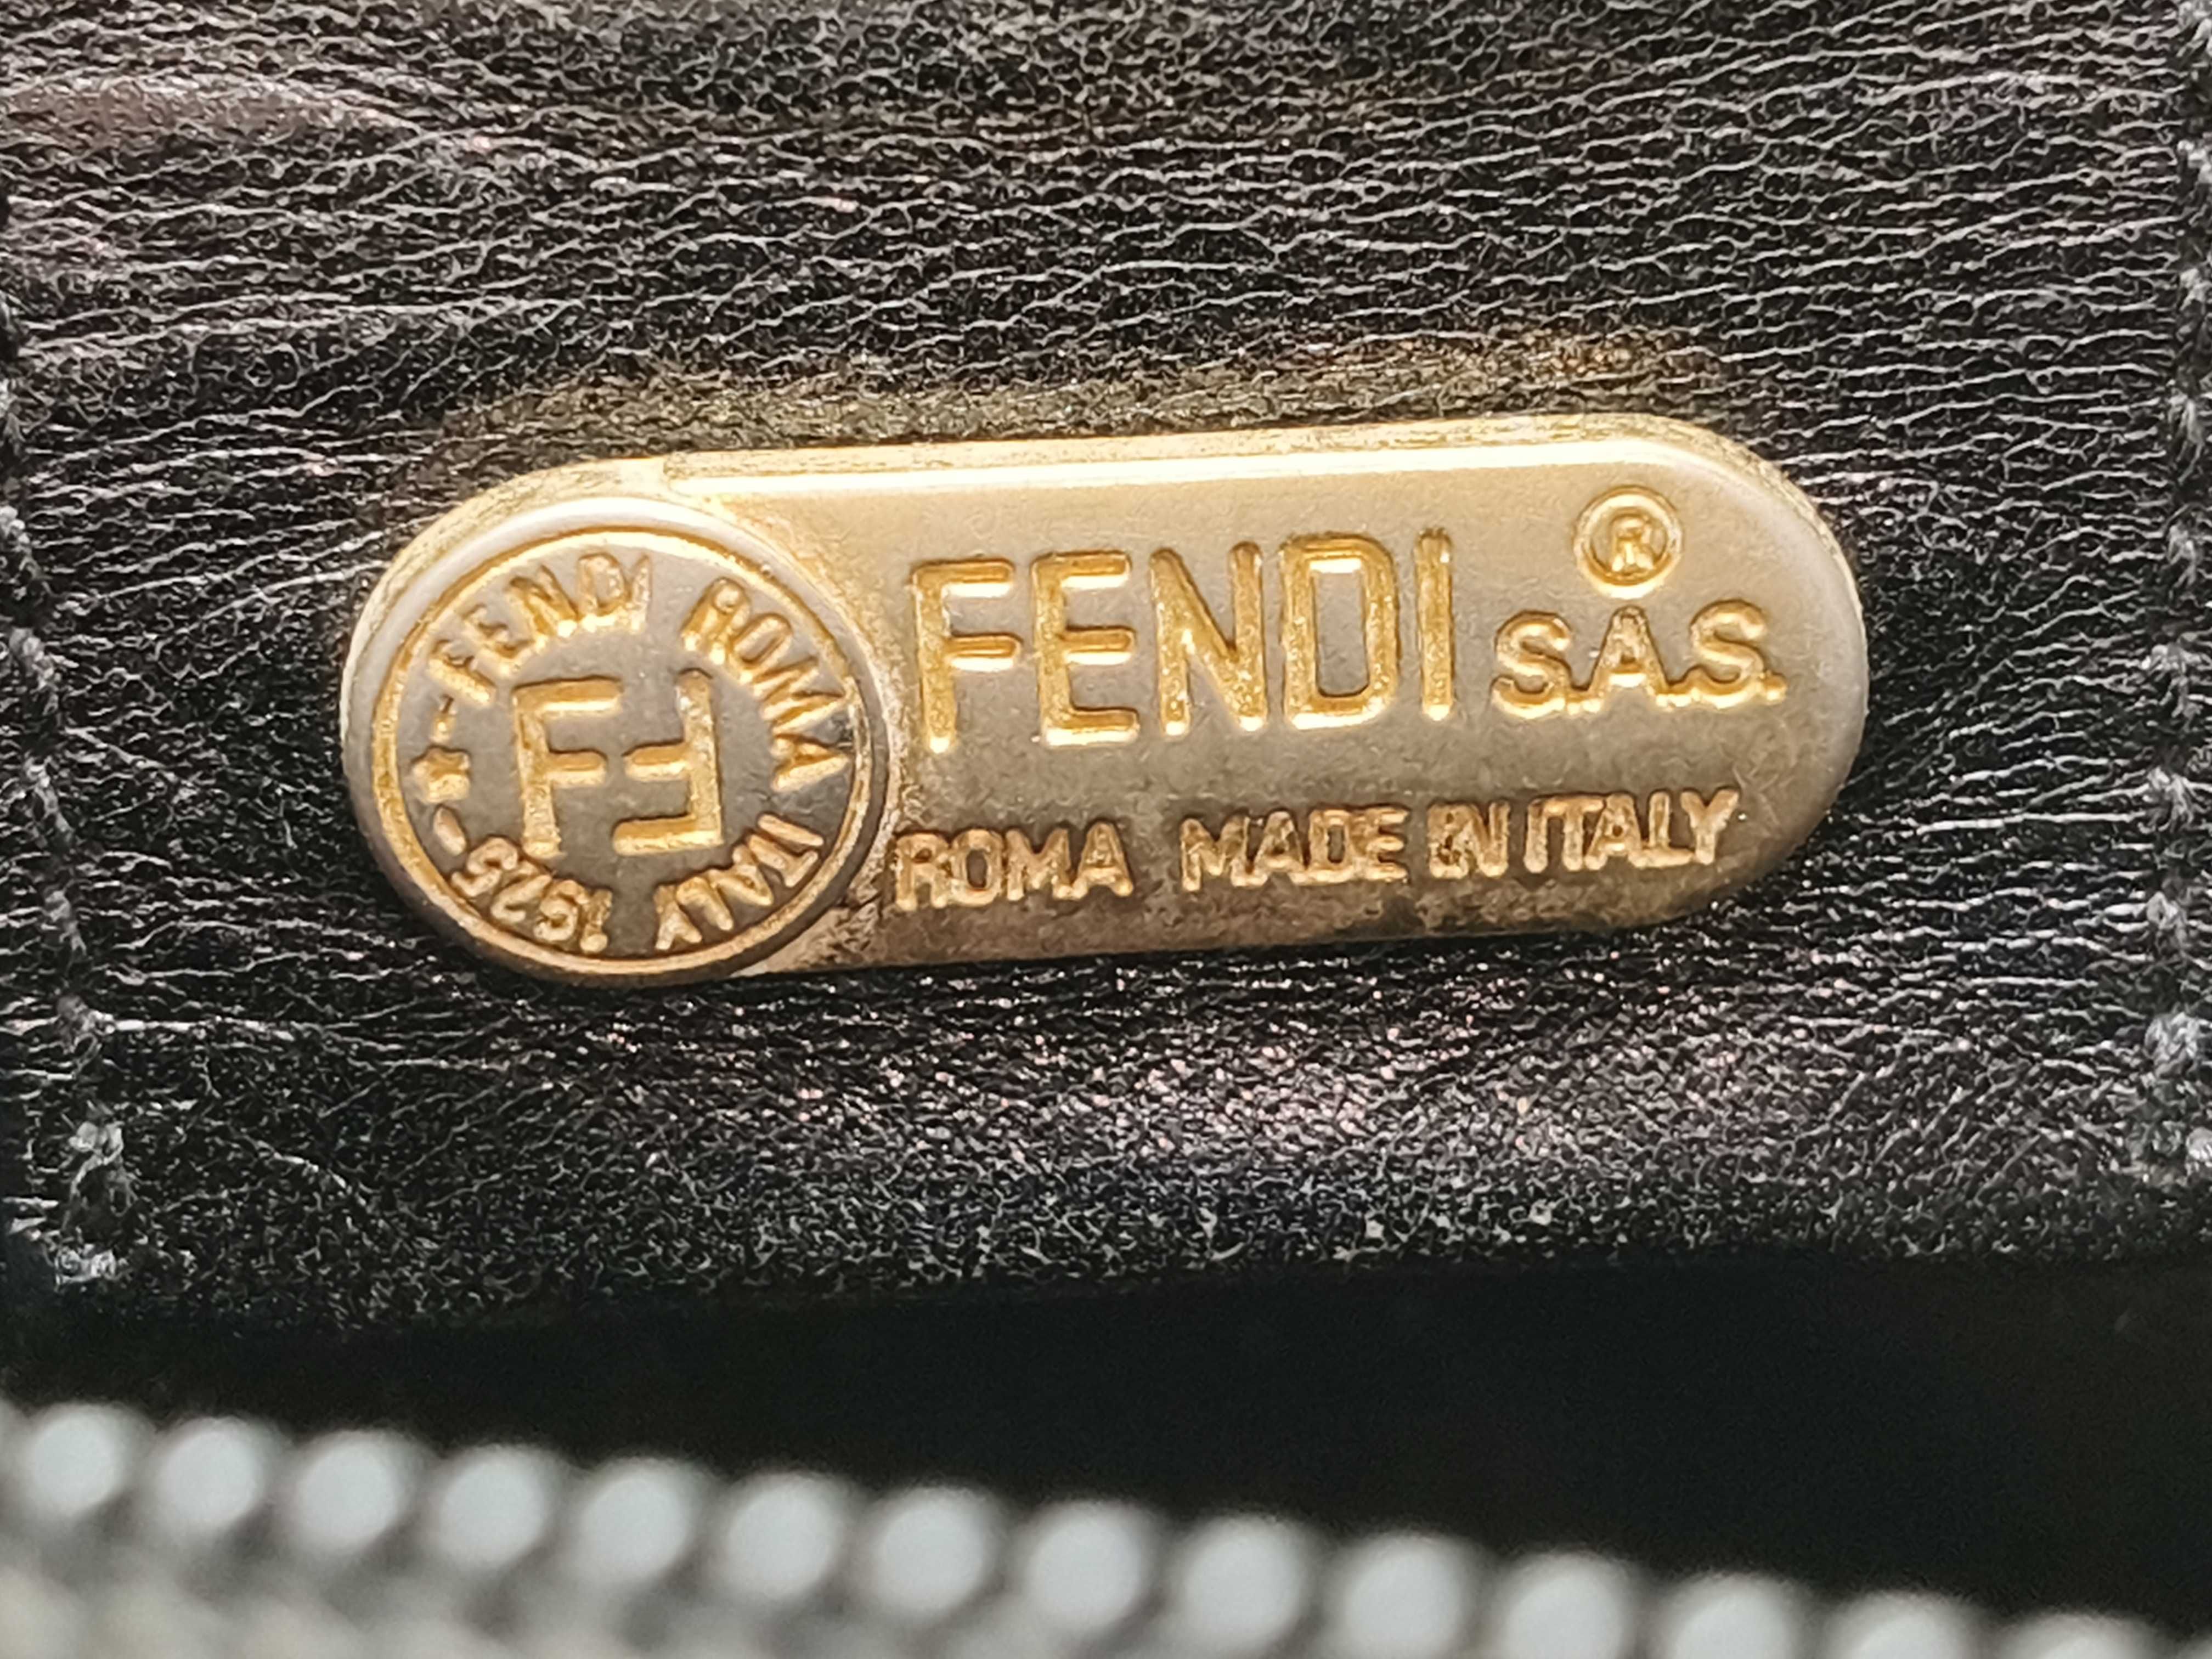 FENDI ROMA
ITALY 1925
FF
FENDI S.A.S. ®
ROMA MADE IN ITALY